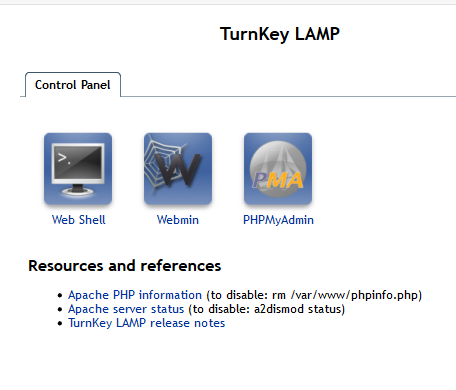 TurnKey LAMP
Control Panel
>.
W
PMA
Web Shell
Webmin
PHPMyAdmin
Resources and references
Apache PHP information (to disable: rm /var/www/phpinfo.php)
Apache server status (to disable: a2dismod status)
TurnKey LAMP release notes